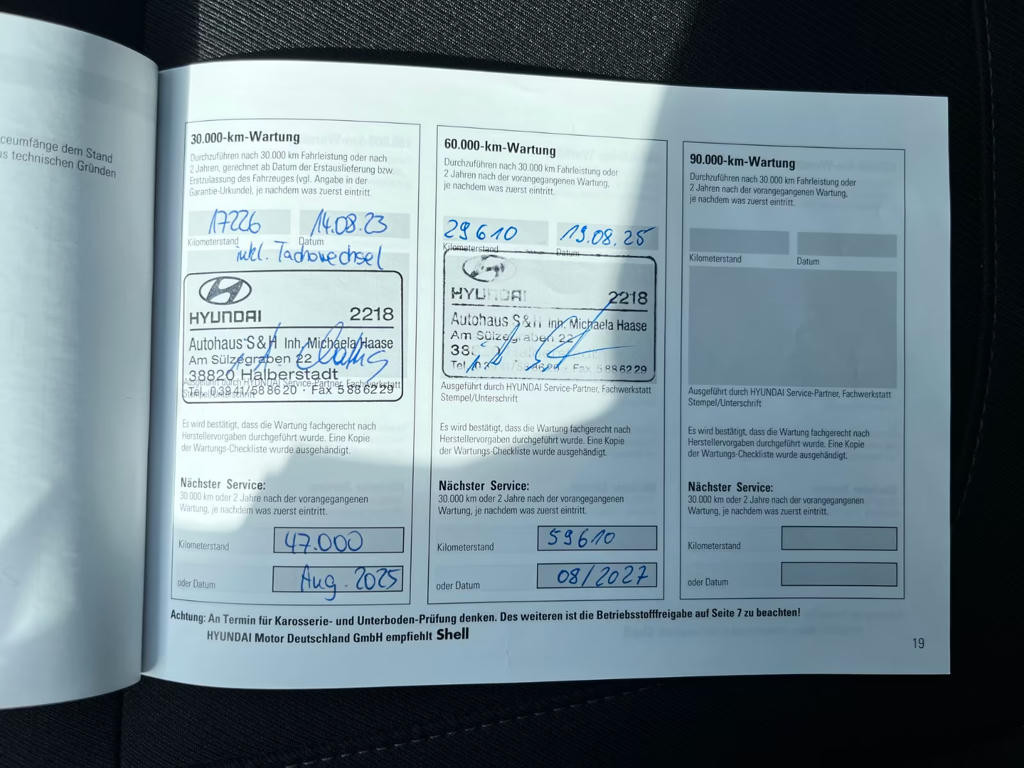 ceumfänge dem Stand
s technischen Gründen
30.000-km-Wartung
Durchzuführen nach 30.000 km Fahrleistung oder nach
2 Jahren, gerechnet ab Datum der Erstauslieferung bzw.
Erstzulassung des Fahrzeuges (vgl. Angabe in der
Garantie-Urkunde), je nachdem was zuerst eintritt.
17226 14.08.23
Kilometerstand Datum
inkl. Tachowechsel
HYUNDAI 2218
Autohaus S&H Inh. Michaela Haase
Am Sülzegraben 22
38820 Halberstadt
Ausgeführt durch HYUNDAI Service-Partner, Fachwerkstatt
Stempel/Unterschrift
Tel. 03941/588620 · Fax 5886229
Es wird bestätigt, dass die Wartung fachgerecht nach
Herstellervorgaben durchgeführt wurde. Eine Kopie
der Wartungs-Checkliste wurde ausgehändigt.
Nächster Service:
30.000 km oder 2 Jahre nach der vorangegangenen
Wartung, je nachdem was zuerst eintritt.
Kilometerstand 47.000
oder Datum Aug. 2025
60.000-km-Wartung
Durchzuführen nach 30.000 km Fahrleistung oder
2 Jahren nach der vorangegangenen Wartung,
je nachdem was zuerst eintritt.
29610 19.08.25
Kilometerstand Datum
HYUNDAI 2218
Autohaus S&H Inh. Michaela Haase
Am Sülzegraben 22
38
Tel. Fax 5886229
Ausgeführt durch HYUNDAI Service-Partner, Fachwerkstatt
Stempel/Unterschrift
Es wird bestätigt, dass die Wartung fachgerecht nach
Herstellervorgaben durchgeführt wurde. Eine Kopie
der Wartungs-Checkliste wurde ausgehändigt.
Nächster Service:
30.000 km oder 2 Jahre nach der vorangegangenen
Wartung, je nachdem was zuerst eintritt.
Kilometerstand 59610
oder Datum 08/2027
90.000-km-Wartung
Durchzuführen nach 30.000 km Fahrleistung oder
2 Jahren nach der vorangegangenen Wartung,
je nachdem was zuerst eintritt.
Kilometerstand Datum
Ausgeführt durch HYUNDAI Service-Partner, Fachwerkstatt
Stempel/Unterschrift
Es wird bestätigt, dass die Wartung fachgerecht nach
Herstellervorgaben durchgeführt wurde. Eine Kopie
der Wartungs-Checkliste wurde ausgehändigt.
Nächster Service:
30.000 km oder 2 Jahre nach der vorangegangenen
Wartung, je nachdem was zuerst eintritt.
Kilometerstand
oder Datum
Achtung: An Termin für Karosserie- und Unterboden-Prüfung denken. Des weiteren ist die Betriebsstofffreigabe auf Seite 7 zu beachten!
HYUNDAI Motor Deutschland GmbH empfiehlt Shell
19